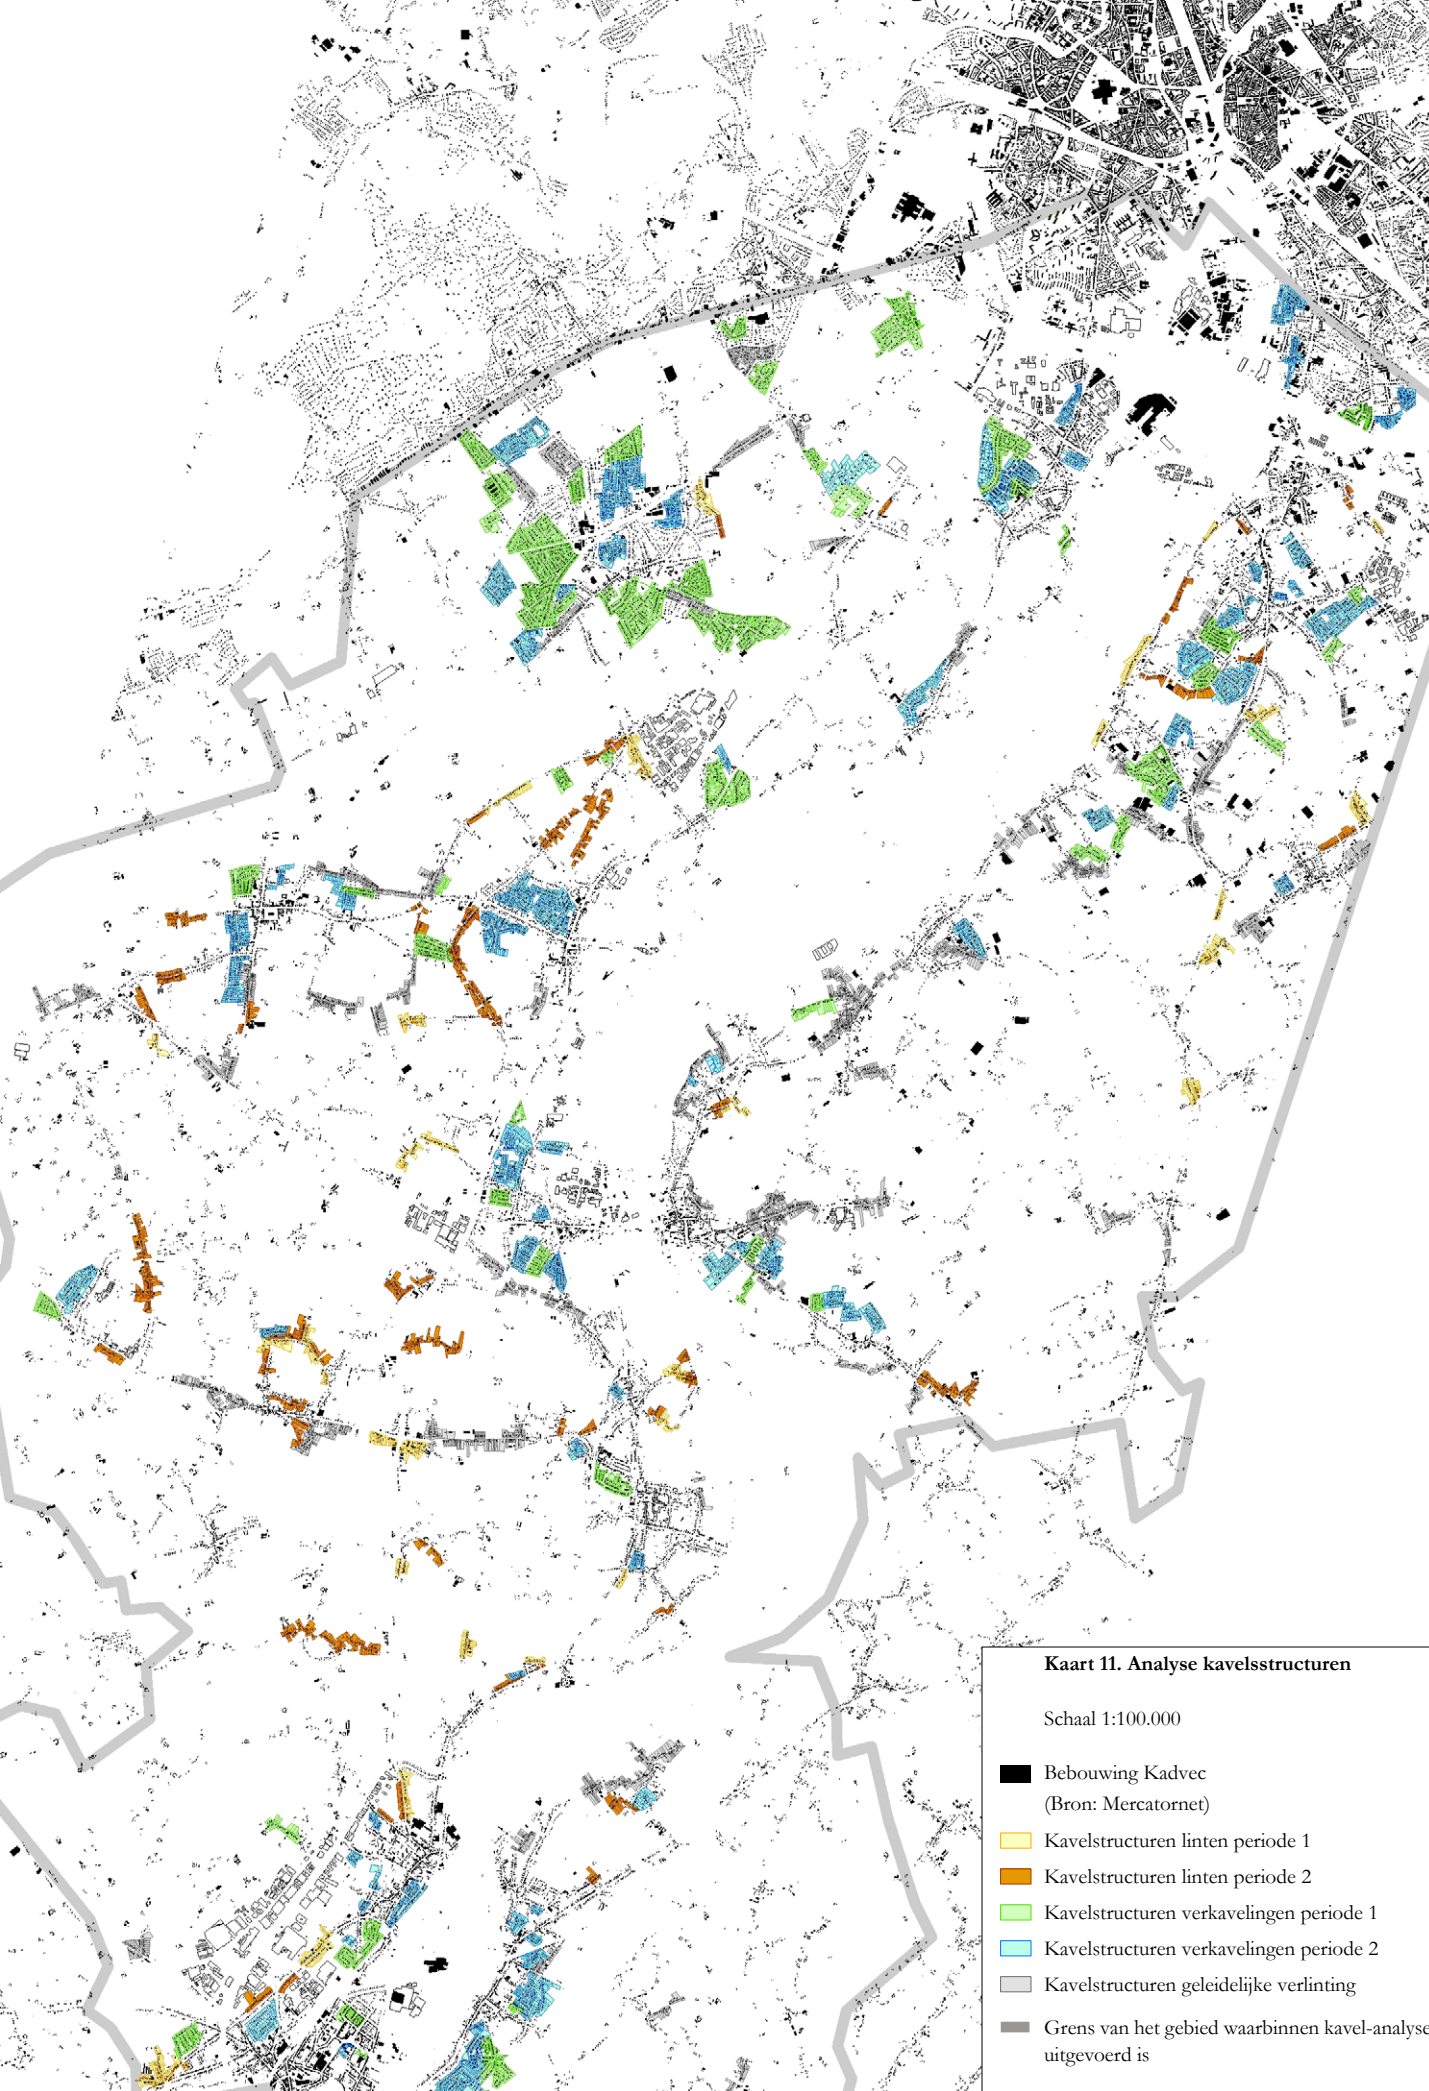 Kaart 11. Analyse kavelsstructuren
Schaal 1:100.000
Bebouwing Kadvec
(Bron: Mercatornet)
Kavelstructuren linten periode 1
Kavelstructuren linten periode 2
Kavelstructuren verkavelingen periode 1
Kavelstructuren verkavelingen periode 2
Kavelstructuren geleidelijke verlinting
Grens van het gebied waarbinnen kavel-analyse
uitgevoerd is